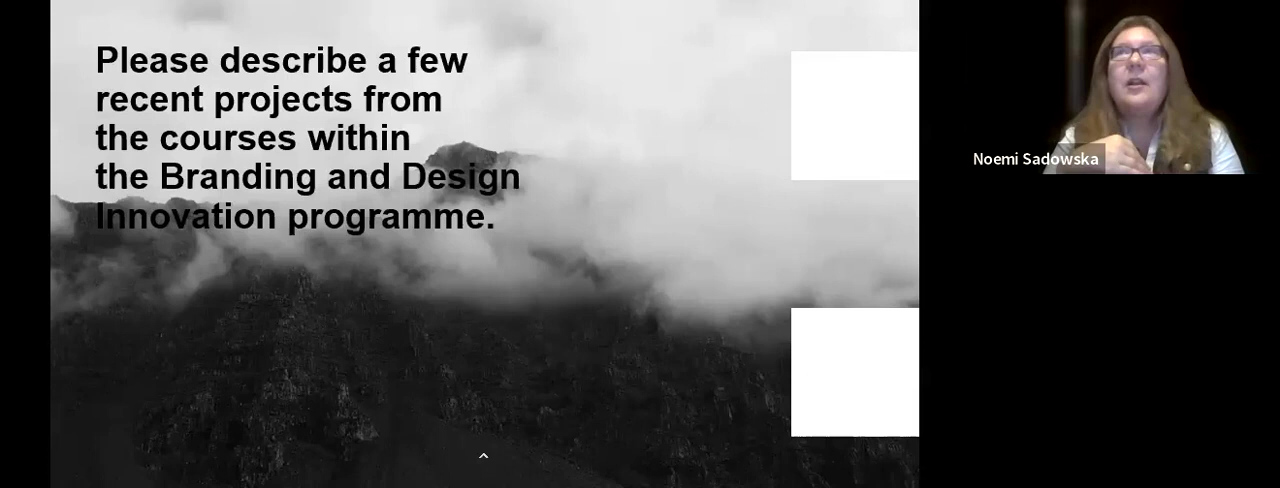 Please describe a few
recent projects from
the courses within
the Branding and Design
Innovation programme.
Noemi Sadowska